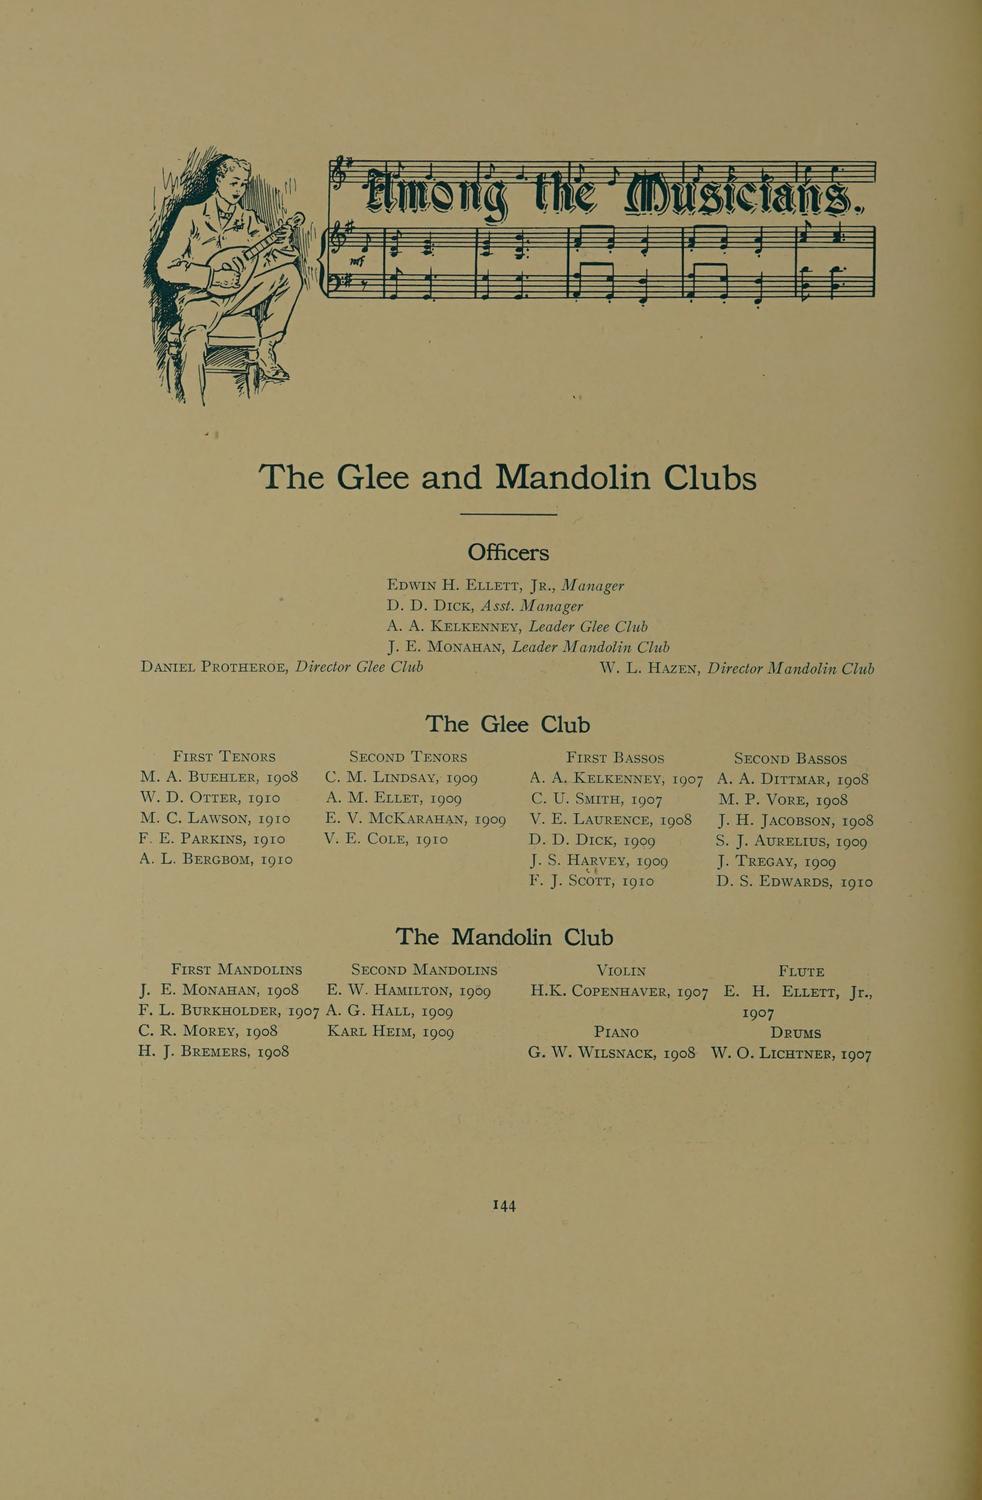 Among the Musicians.
mf
The Glee and Mandolin Clubs
Officers
EDWIN H. ELLETT, JR., Manager
D. D. DICK, Asst. Manager
A. A. KELKENNEY, Leader Glee Club
J. E. MONAHAN, Leader Mandolin Club
DANIEL PROTHEROE, Director Glee Club W. L. HAZEN, Director Mandolin Club
The Glee Club
FIRST TENORS SECOND TENORS FIRST BASSOS SECOND BASSOS
M. A. BUEHLER, 1908 C. M. LINDSAY, 1909 A. A. KELKENNEY, 1907 A. A. DITTMAR, 1908
W. D. OTTER, 1910 A. M. ELLET, 1909 C. U. SMITH, 1907 M. P. VORE, 1908
M. C. LAWSON, 1910 E. V. MCKARAHAN, 1909 V. E. LAURENCE, 1908 J. H. JACOBSON, 1908
F. E. PARKINS, 1910 V. E. COLE, 1910 D. D. DICK, 1909 S. J. AURELIUS, 1909
A. L. BERGBOM, 1910 J. S. HARVEY, 1909 J. TREGAY, 1909
F. J. SCOTT, 1910 D. S. EDWARDS, 1910
The Mandolin Club
FIRST MANDOLINS SECOND MANDOLINS VIOLIN FLUTE
J. E. MONAHAN, 1908 E. W. HAMILTON, 1909 H.K. COPENHAVER, 1907 E. H. ELLETT, Jr.,
F. L. BURKHOLDER, 1907 A. G. HALL, 1909 1907
C. R. MOREY, 1908 KARL HEIM, 1909 PIANO DRUMS
H. J. BREMERS, 1908 G. W. WILSNACK, 1908 W. O. LICHTNER, 1907
144